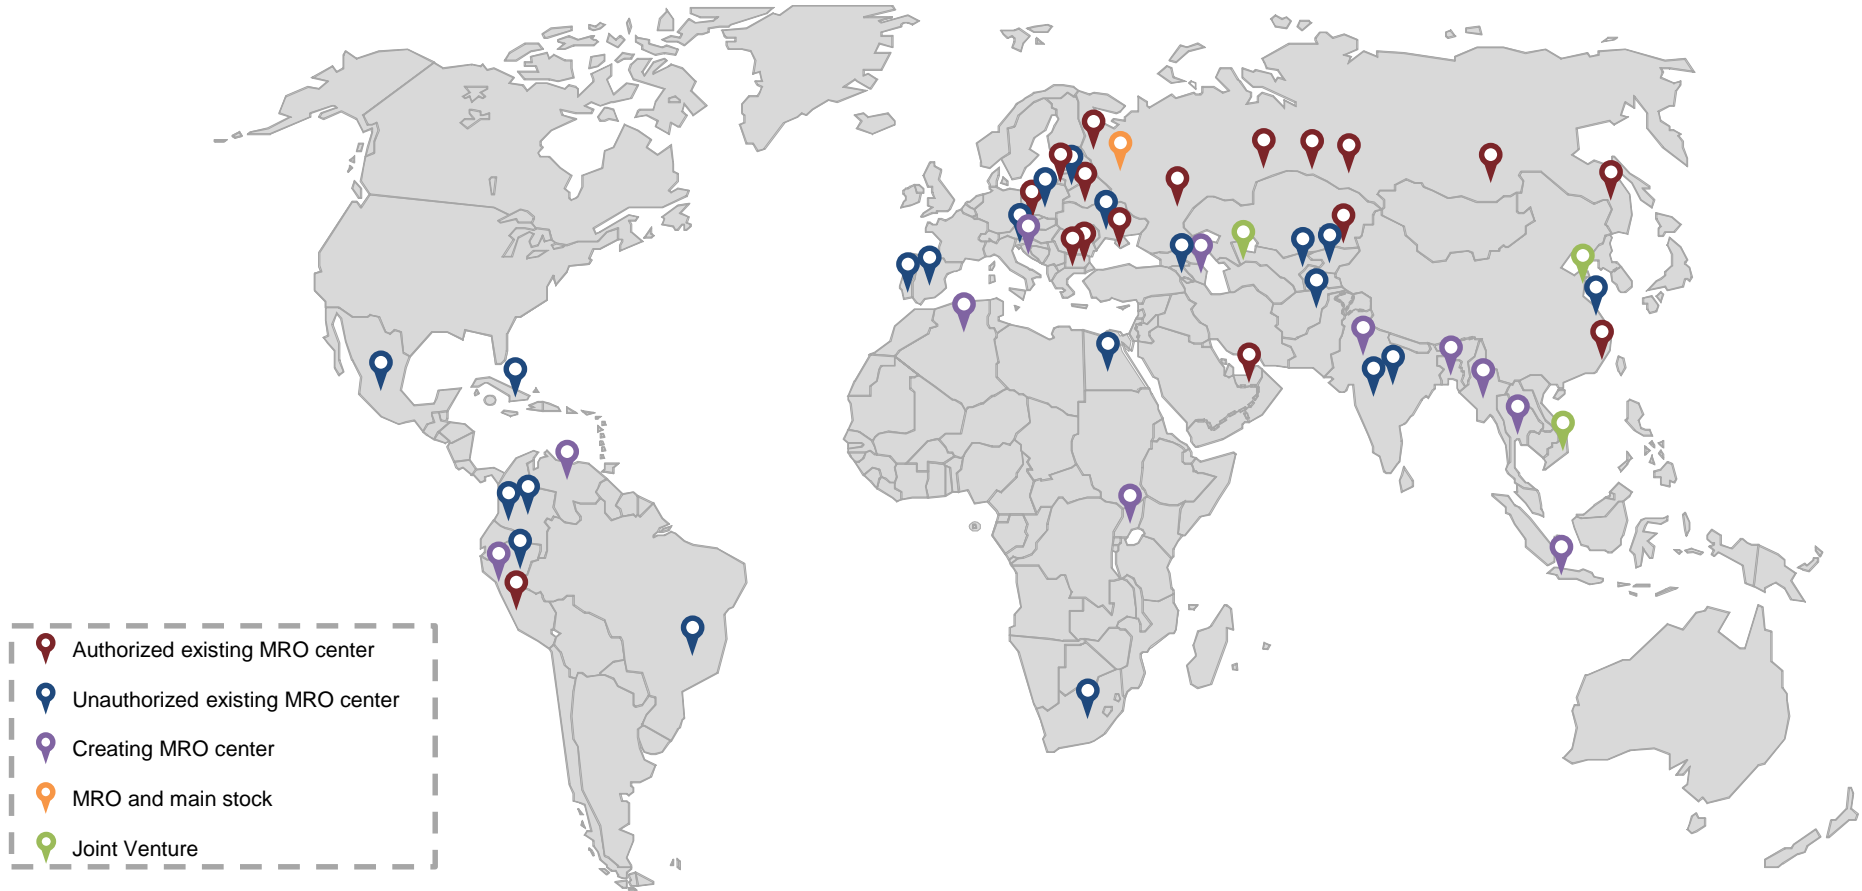 Authorized existing MRO center
Unauthorized existing MRO center
Creating MRO center
MRO and main stock
Joint Venture